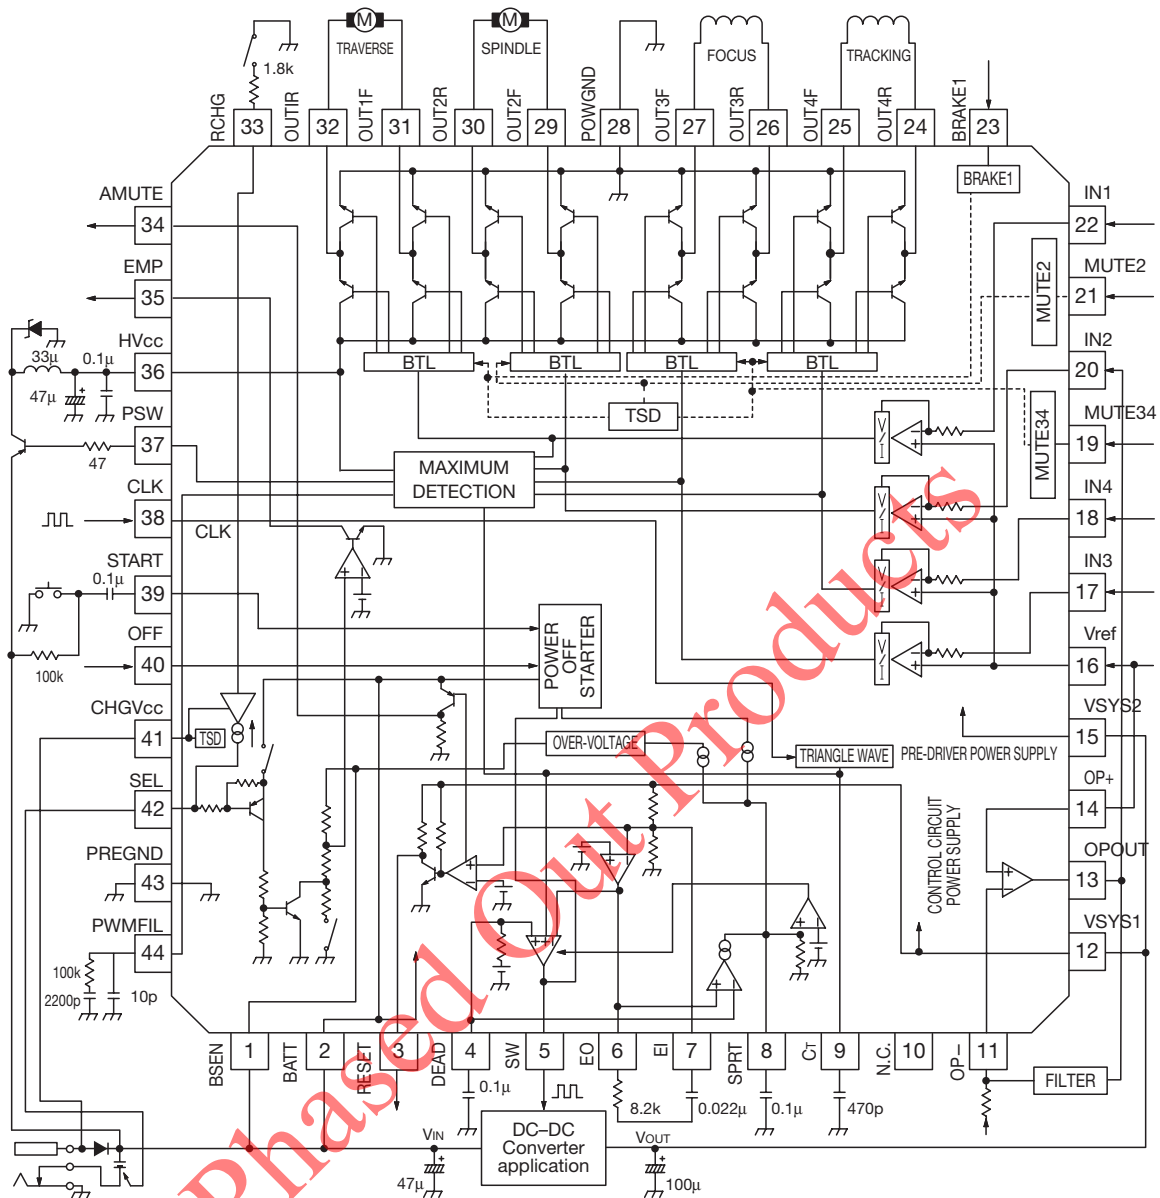 M
TRAVERSE
M
SPINDLE
FOCUS
TRACKING
1.8k
RCHG
OUTIR
OUT1F
OUT2R
OUT2F
POWGND
OUT3F
OUT3R
OUT4F
OUT4R
BRAKE1
33
32
31
30
29
28
27
26
25
24
23
BRAKE1
AMUTE
34
EMP
35
HVcc
36
33μ
0.1μ
47μ
PSW
37
47
CLK
38
CLK
START
39
0.1μ
OFF
40
100k
CHGVcc
41
TSD
SEL
42
PREGND
43
PWMFIL
44
100k
2200p
10p
IN1
22
MUTE2
21
MUTE2
IN2
20
MUTE34
19
MUTE34
IN4
18
IN3
17
Vref
16
VSYS2
15
PRE-DRIVER POWER SUPPLY
OP+
14
OPOUT
13
CONTROL CIRCUIT
POWER SUPPLY
VSYS1
12
BTL
BTL
BTL
BTL
TSD
MAXIMUM
DETECTION
V/I
V/I
V/I
V/I
POWER
OFF
STARTER
OVER-VOLTAGE
TRIANGLE WAVE
BSEN
BATT
RESET
DEAD
SW
EO
EI
SPRT
CT
N.C.
OP–
1
2
3
4
5
6
7
8
9
10
11
FILTER
0.1μ
8.2k
0.022μ
0.1μ
470p
VIN
DC–DC
Converter
application
VOUT
47μ
100μ
Phased Out Products